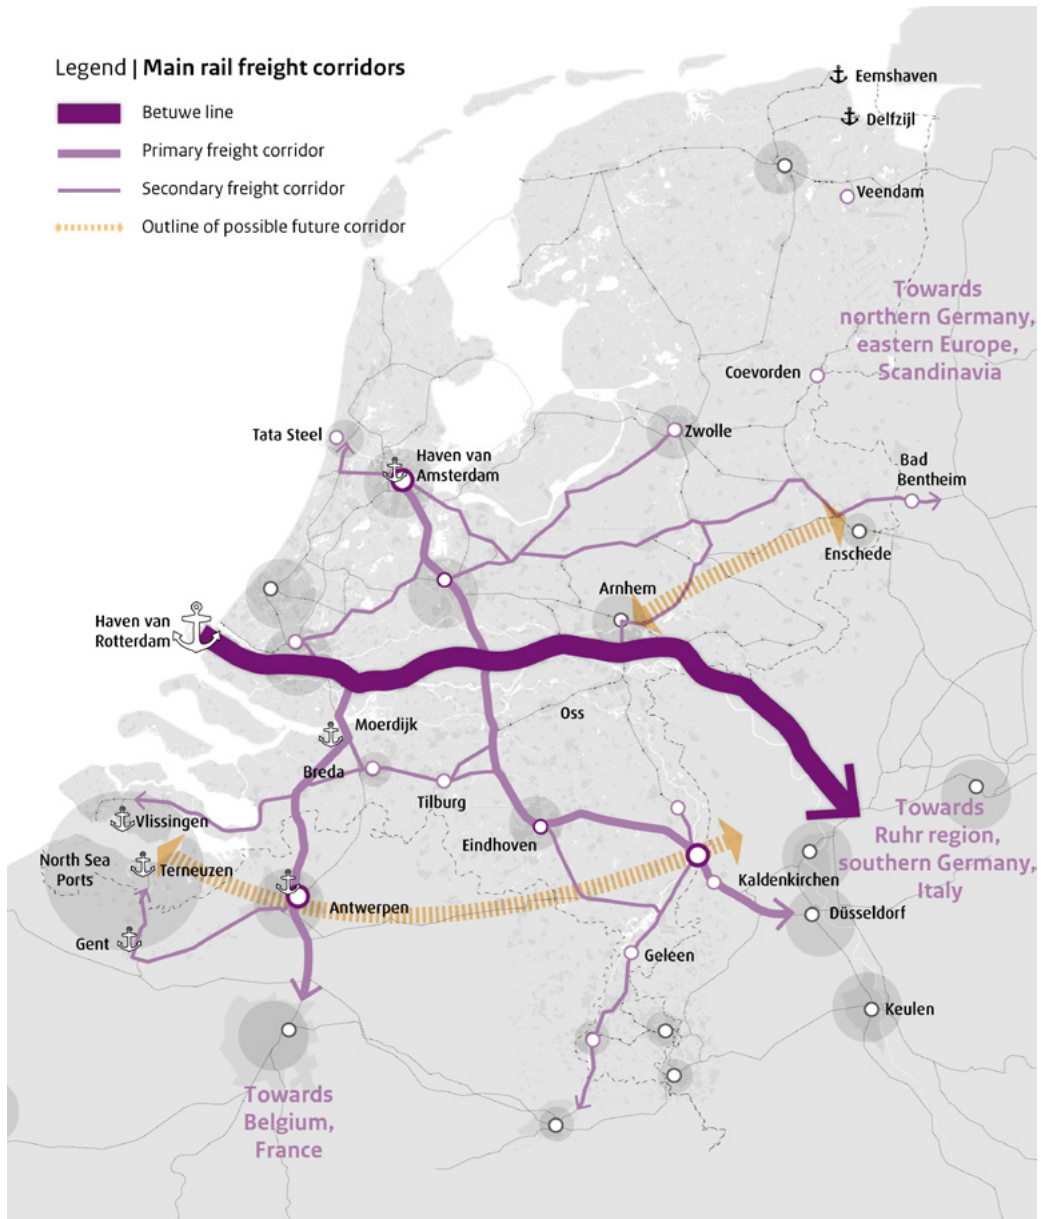 Legend | Main rail freight corridors
Betuwe line
Primary freight corridor
Secondary freight corridor
Outline of possible future corridor
Eemshaven
Delfzijl
Veendam
Towards
northern Germany,
eastern Europe,
Scandinavia
Coevorden
Tata Steel
Haven van
Amsterdam
Zwolle
Bad
Bentheim
Enschede
Arnhem
Haven van
Rotterdam
Oss
Moerdijk
Breda
Tilburg
Vlissingen
Eindhoven
Towards
Ruhr region,
southern Germany,
Italy
North Sea
Ports
Terneuzen
Kaldenkirchen
Antwerpen
Düsseldorf
Gent
Geleen
Keulen
Towards
Belgium,
France